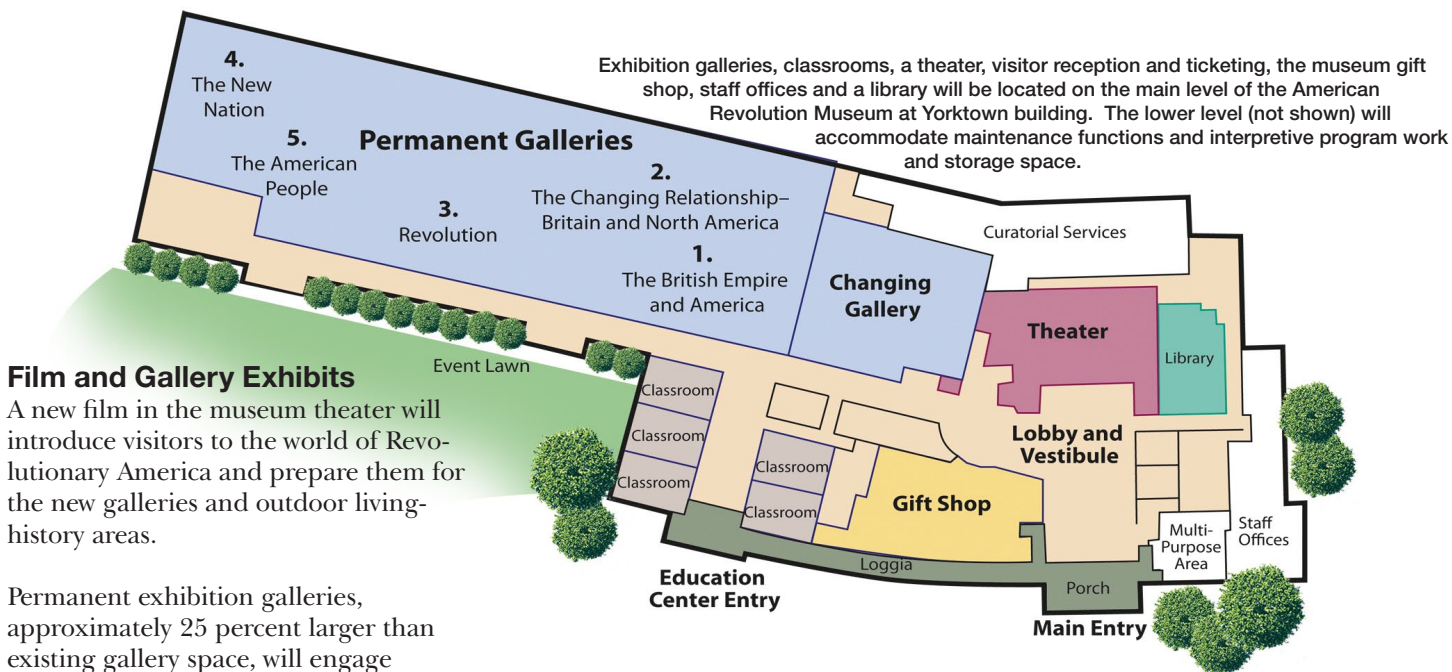 Exhibition galleries, classrooms, a theater, visitor reception and ticketing, the museum gift
shop, staff offices and a library will be located on the main level of the American
Revolution Museum at Yorktown building.  The lower level (not shown) will
accommodate maintenance functions and interpretive program work
and storage space.
4.
The New
Nation
5.
The American
People
Permanent Galleries
3.
Revolution
2.
The Changing Relationship–
Britain and North America
1.
The British Empire
and America
Changing
Gallery
Curatorial Services
Theater
Library
Event Lawn
Classroom
Classroom
Classroom
Classroom
Classroom
Lobby and
Vestibule
Gift Shop
Multi-
Purpose
Area
Staff
Offices
Loggia
Porch
Education
Center Entry
Main Entry
Film and Gallery Exhibits
A new film in the museum theater will
introduce visitors to the world of Revo-
lutionary America and prepare them for
the new galleries and outdoor living-
history areas.
Permanent exhibition galleries,
approximately 25 percent larger than
existing gallery space, will engage